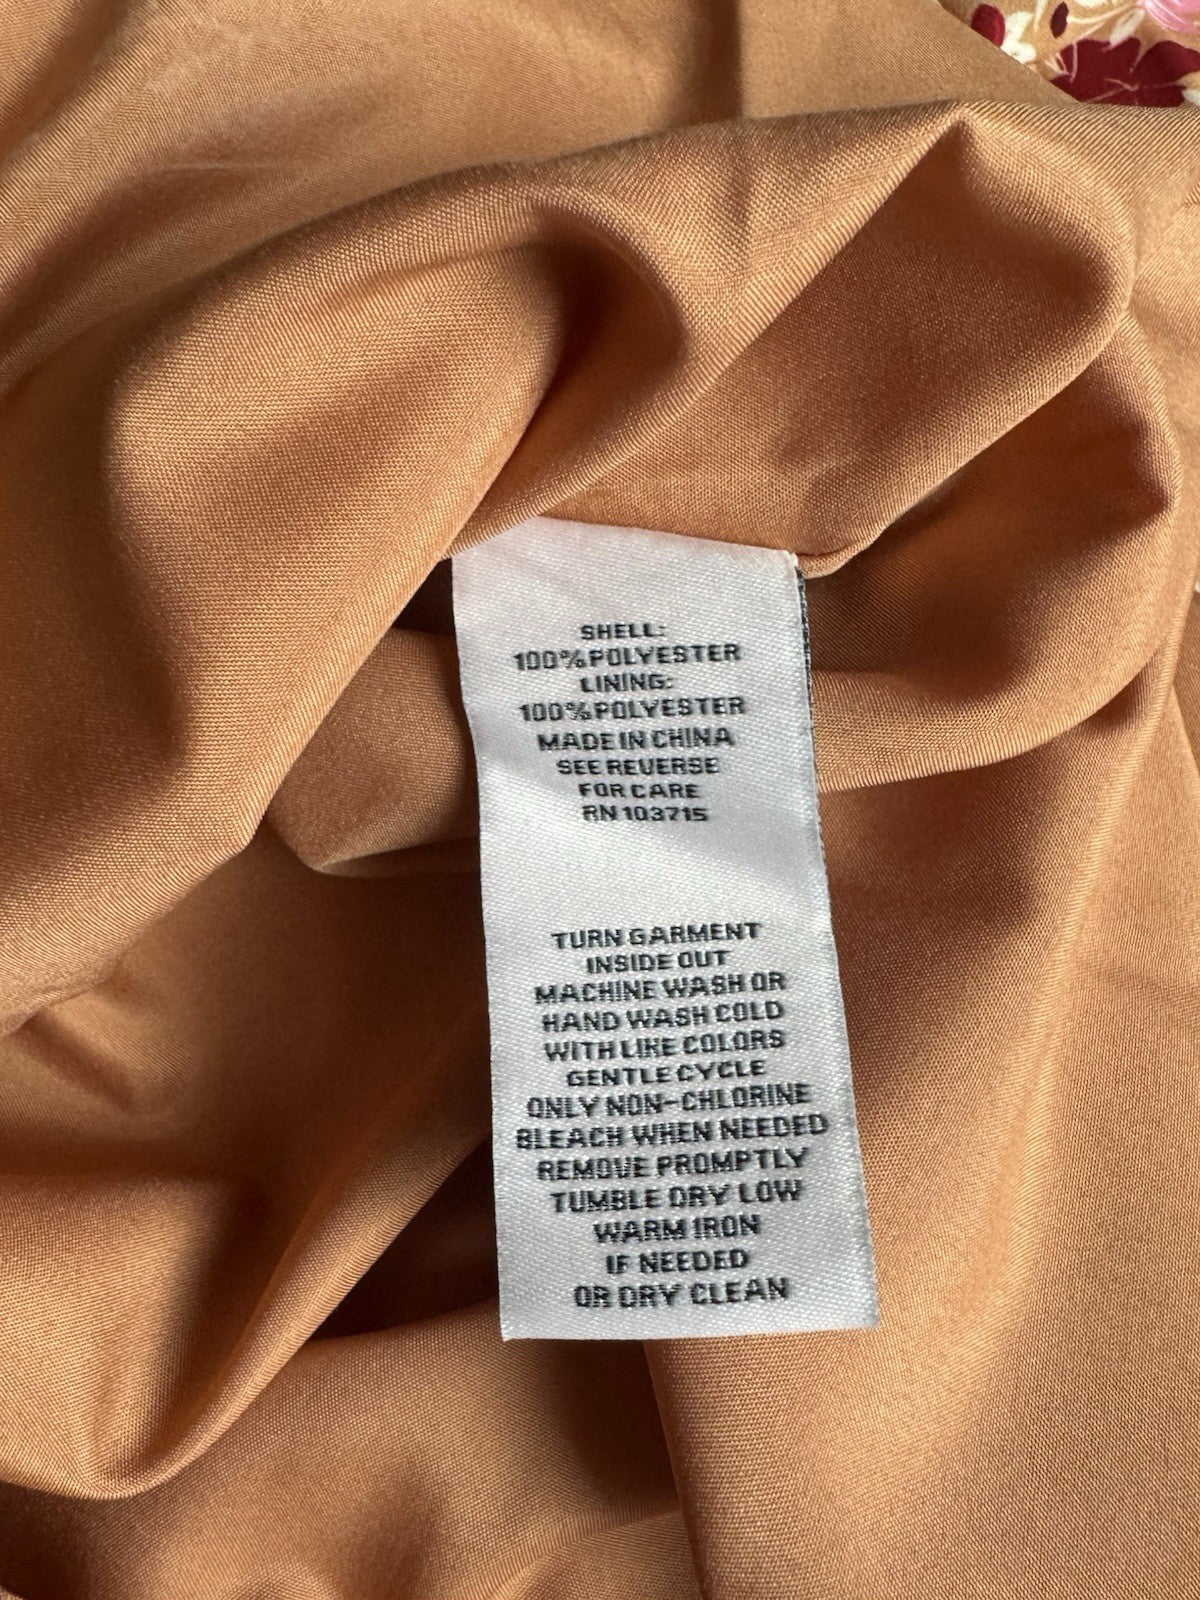 SHELL:
100% POLYESTER
LINING:
100% POLYESTER
MADE IN CHINA
SEE REVERSE
FOR CARE
RN 103715
TURN GARMENT
INSIDE OUT
MACHINE WASH OR
HAND WASH COLD
WITH LIKE COLORS
GENTLE CYCLE
ONLY NON-CHLORINE
BLEACH WHEN NEEDED
REMOVE PROMPTLY
TUMBLE DRY LOW
WARM IRON
IF NEEDED
OR DRY CLEAN